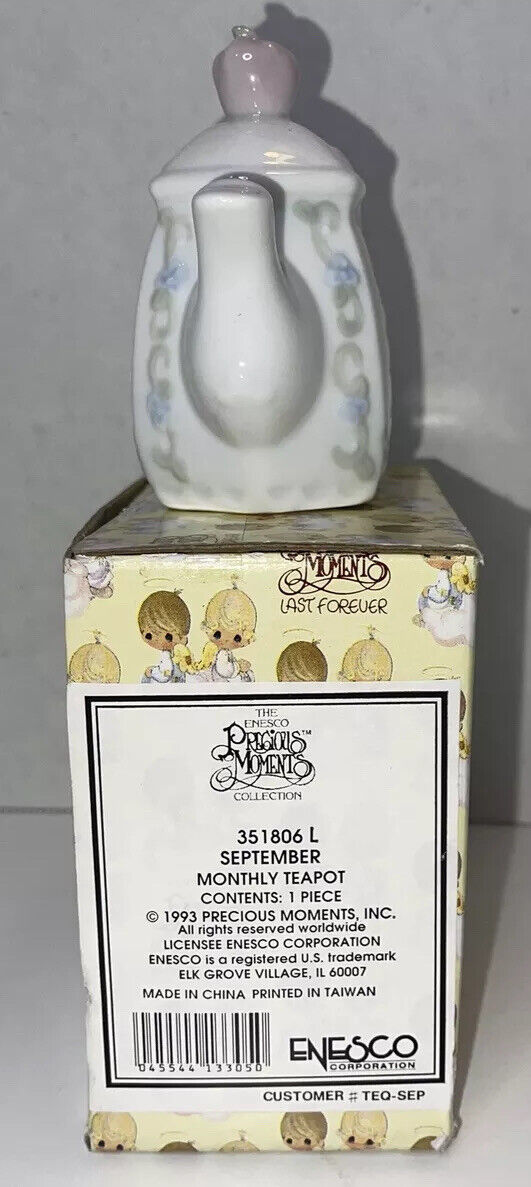 MOMENTS
LAST FOREVER
THE
ENESCO
PRECIOUS™
MOMENTS
COLLECTION
351806 L
SEPTEMBER
MONTHLY TEAPOT
CONTENTS: 1 PIECE
© 1993 PRECIOUS MOMENTS, INC.
All rights reserved worldwide
LICENSEE ENESCO CORPORATION
ENESCO is a registered U.S. trademark
ELK GROVE VILLAGE, IL 60007
MADE IN CHINA PRINTED IN TAIWAN
045544 133050
ENESCO
CORPORATION
CUSTOMER # TEQ-SEP